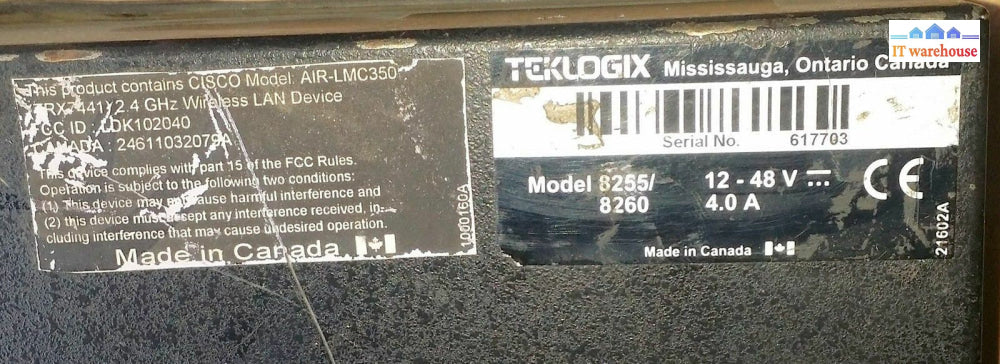 This product contains CISCO Model: AIR-LMC350
(TRX7441) 2.4 GHz Wireless LAN Device
FCC ID : LDK102040
CANADA : 24611032079A
This device complies with part 15 of the FCC Rules.
Operation is subject to the following two conditions:
(1) This device may not cause harmful interference and
(2) this device must accept any interference received, in-
cluding interference that may cause undesired operation.
Made in Canada
1000160A
TEKLOGIX Mississauga, Ontario Canada
Serial No. 617703
Model 8255/ 12 - 48 V
8260 4.0 A
CE
Made in Canada
21602A
IT warehouse